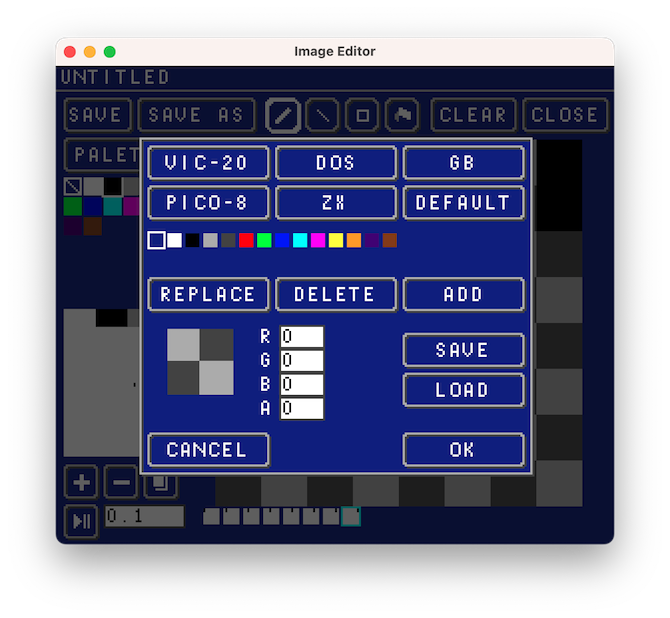 Image Editor
UNTITLED
SAVE SAVE AS CLEAR CLOSE
PALET
VIC-20 DOS GB
PICO-8 ZX DEFAULT
REPLACE DELETE ADD
R 0
G 0
B 0
A 0
SAVE
LOAD
CANCEL OK
0.1